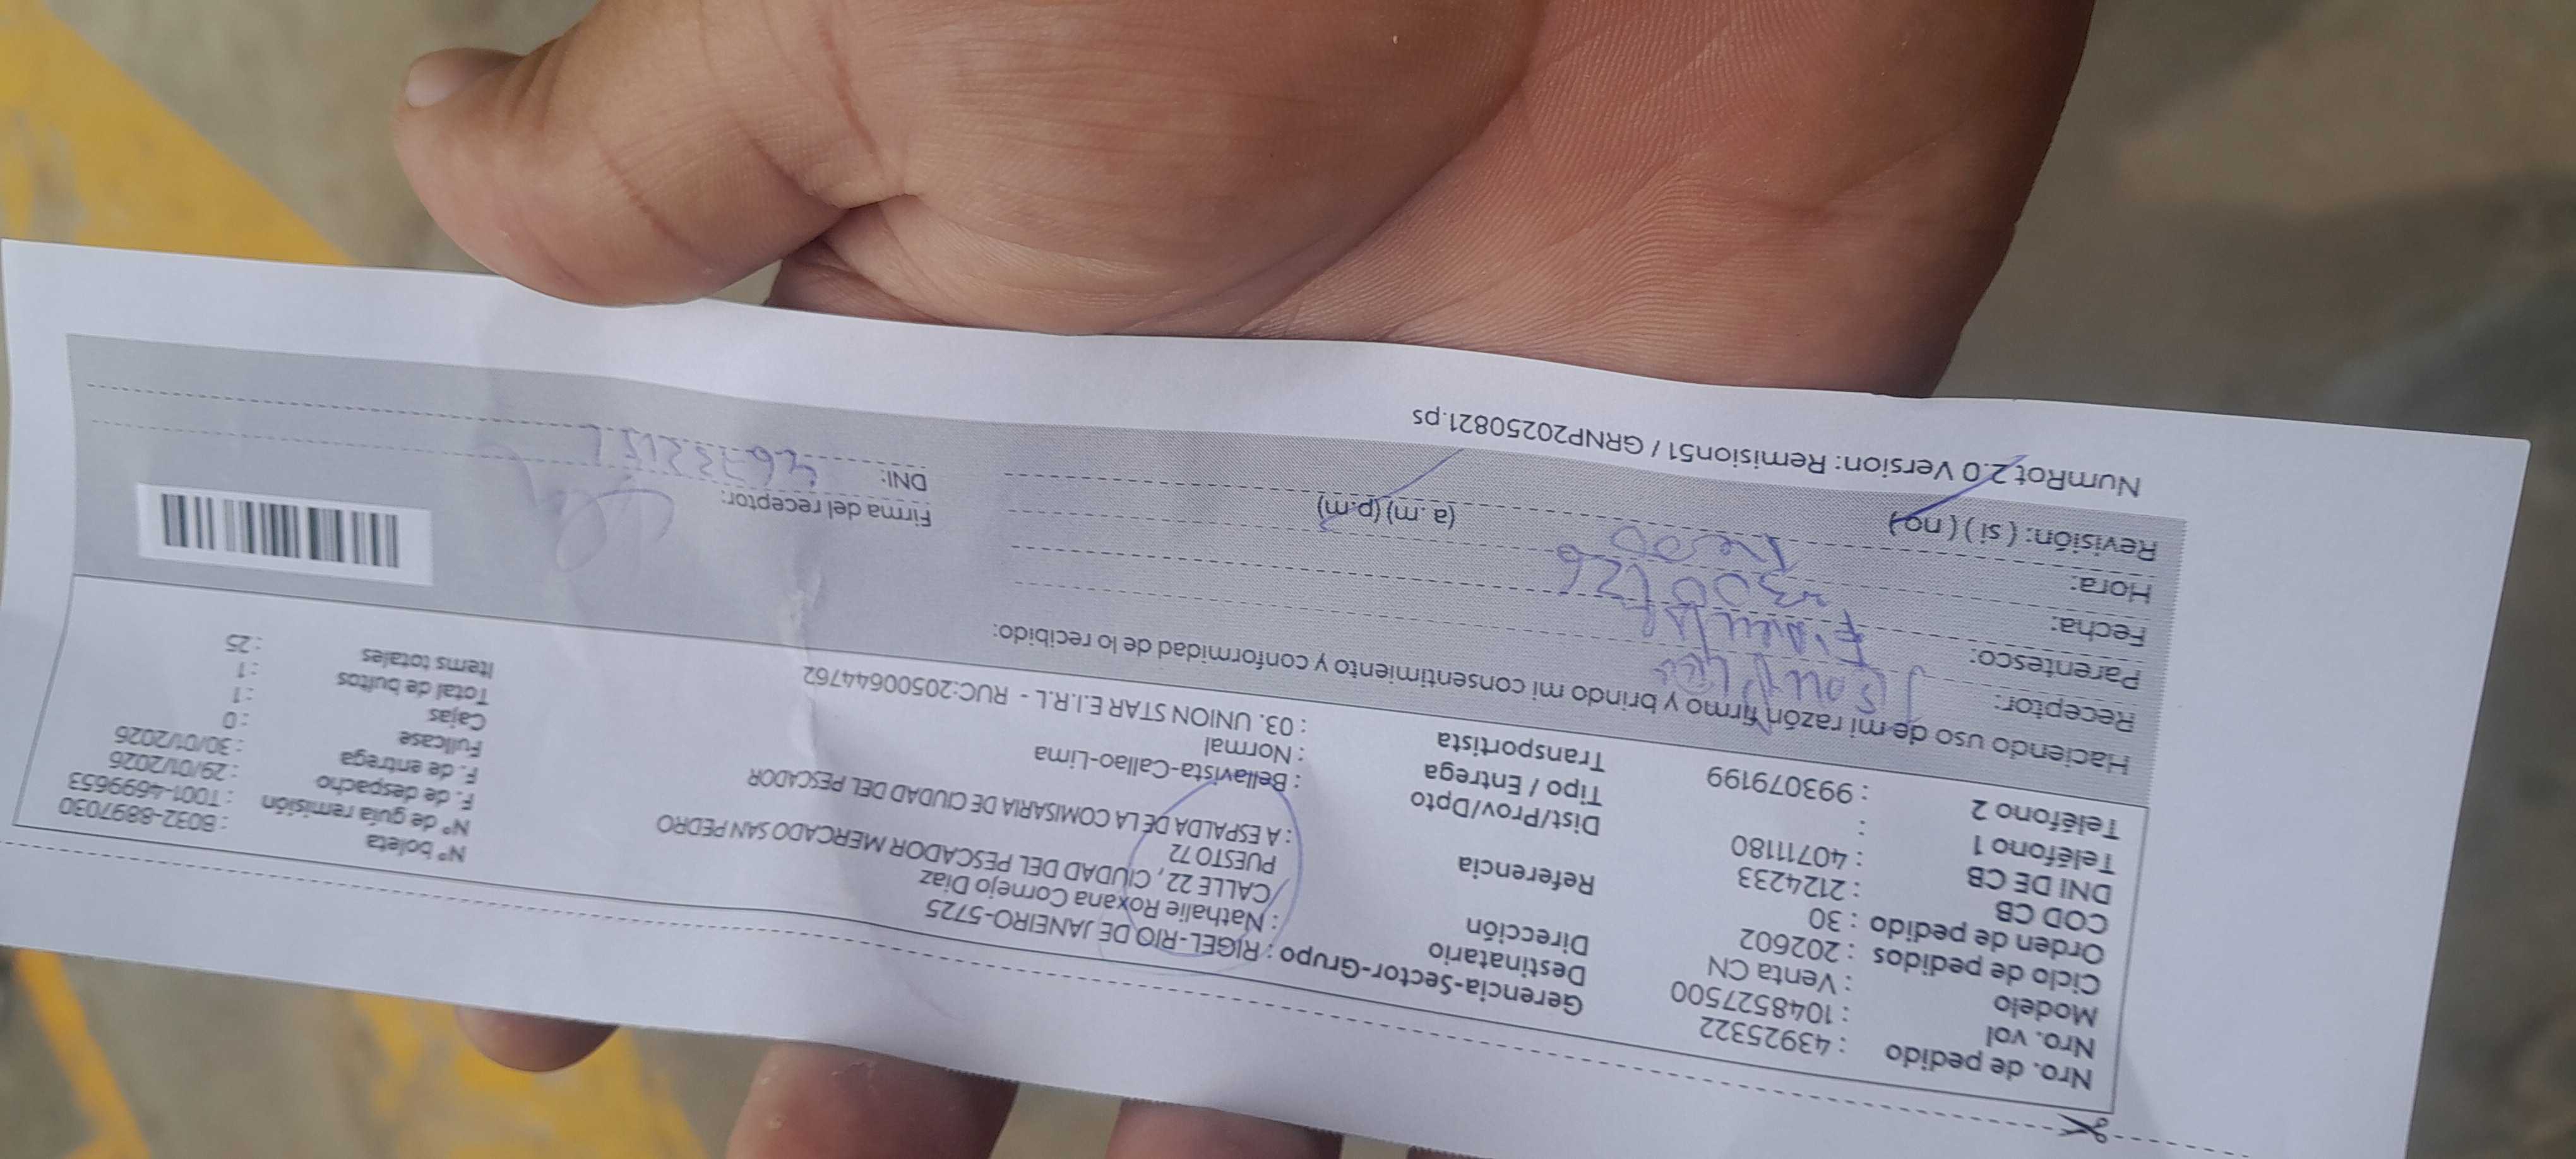 Nro. de pedido : 43925322
Nro. vol : 1048527500
Modelo : Venta CN
Ciclo de pedidos : 202602
Orden de pedido : 30
COD CB : 2124233
DNI DE CB : 40711180
Teléfono 1 :
Teléfono 2 : 993079199
Gerencia-Sector-Grupo : RIGEL-RIO DE JANEIRO-5725
Destinatario : Nathalie Roxana Cornejo Diaz
Dirección : CALLE 22, CIUDAD DEL PESCADOR MERCADO SAN PEDRO
PUESTO 72
Referencia : A ESPALDA DE LA COMISARIA DE CIUDAD DEL PESCADOR
Dist/Prov/Dpto : Bellavista-Callao-Lima
Tipo / Entrega : Normal
Transportista : 03. UNION STAR E.I.R.L - RUC:20500644762
N° boleta : B032-8897030
N° de guía remisión : T001-4699653
F. de despacho : 29/01/2026
F. de entrega : 30/01/2026
Fullcase : 0
Cajas : 1
Total de bultos : 1
Items totales : 25
Haciendo uso de mi razón firmo y brindo mi consentimiento y conformidad de lo recibido:
Receptor:
Parentesco:
Fecha:
Hora: (a.m) (p.m)
Revisión: ( si ) ( no )
Firma del receptor:
DNI:
NumRot 2.0 Version: Remision51 / GRNP20250821.ps